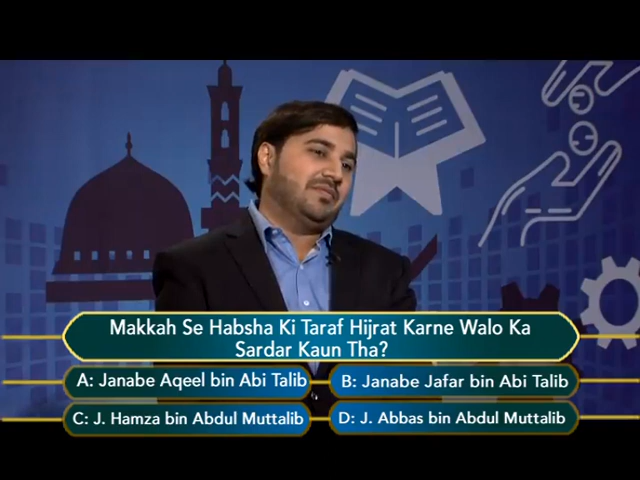 Makkah Se Habsha Ki Taraf Hijrat Karne Walo Ka
Sardar Kaun Tha?
A: Janabe Aqeel bin Abi Talib
B: Janabe Jafar bin Abi Talib
C: J. Hamza bin Abdul Muttalib
D: J. Abbas bin Abdul Muttalib